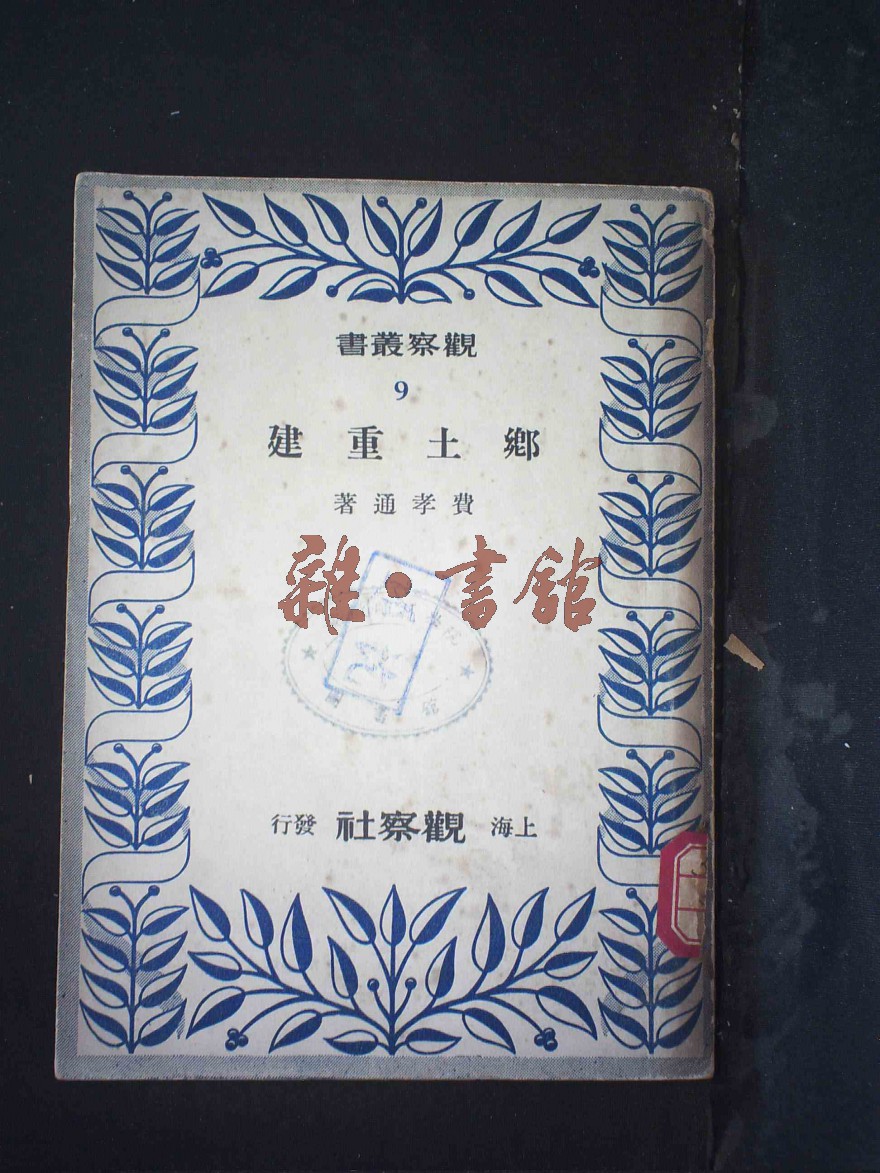 觀察叢書
9
鄉土重建
費孝通著
雜·書館
上海 觀察社 發行